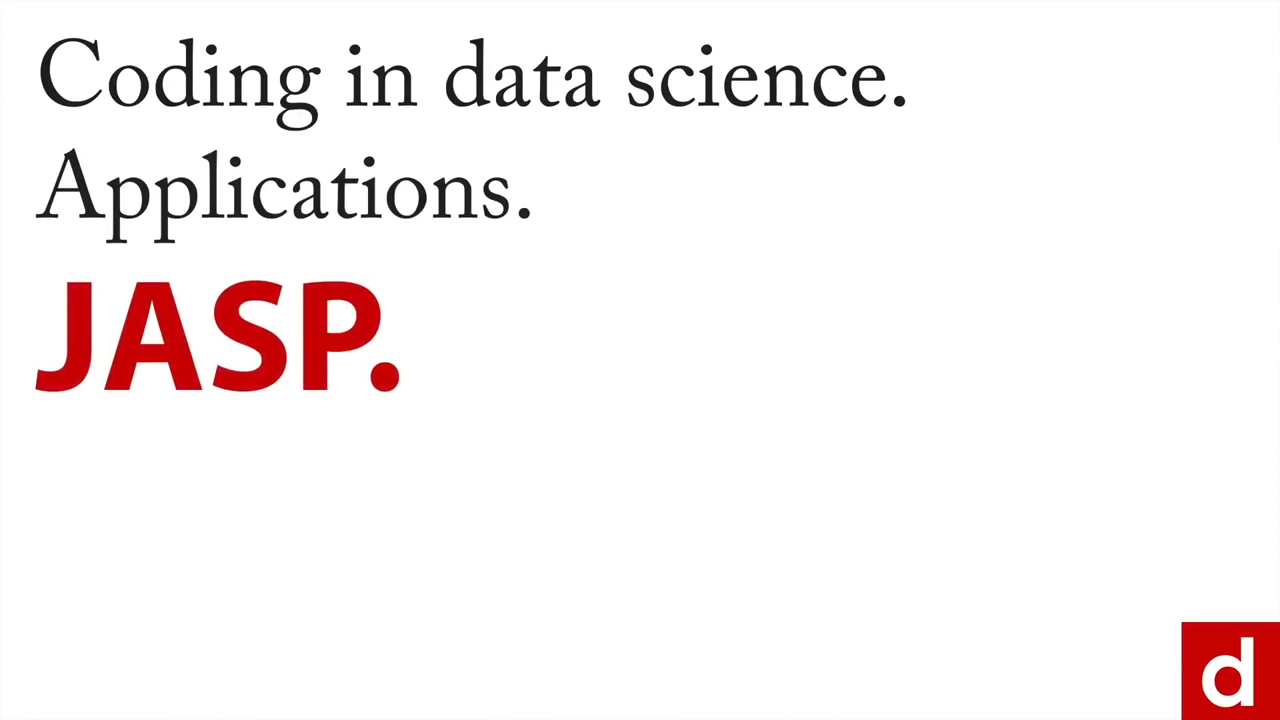 Coding in data science.
Applications.
JASP.
d